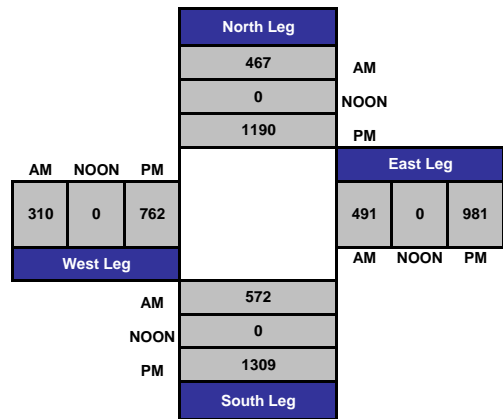 North Leg
467 AM
0 NOON
1190 PM
AM NOON PM
East Leg
310 0 762
491 0 981
West Leg
AM NOON PM
AM 572
NOON 0
PM 1309
South Leg